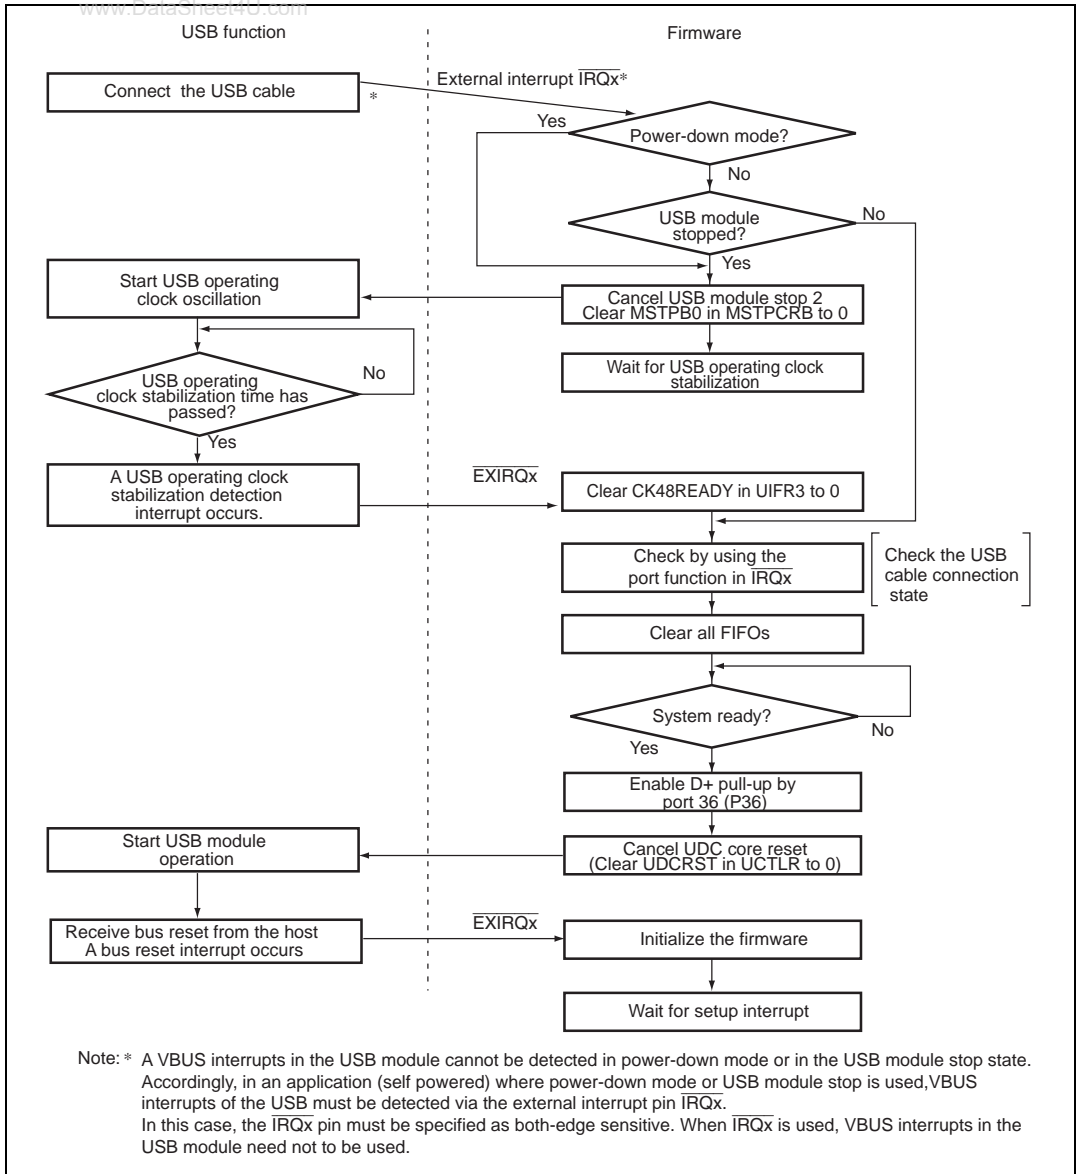 www.DataSheet4U.com
USB function
Firmware
Connect the USB cable
*
External interrupt IRQx*
Power-down mode?
Yes
No
USB module
stopped?
No
Yes
Start USB operating
clock oscillation
Cancel USB module stop 2
Clear MSTPB0 in MSTPCRB to 0
Wait for USB operating clock
stabilization
USB operating
clock stabilization time has
passed?
No
Yes
A USB operating clock
stabilization detection
interrupt occurs.
EXIRQx
Clear CK48READY in UIFR3 to 0
Check by using the
port function in IRQx
Check the USB
cable connection
state
Clear all FIFOs
System ready?
No
Yes
Enable D+ pull-up by
port 36 (P36)
Start USB module
operation
Cancel UDC core reset
(Clear UDCRST in UCTLR to 0)
Receive bus reset from the host
A bus reset interrupt occurs
EXIRQx
Initialize the firmware
Wait for setup interrupt
Note: * A VBUS interrupts in the USB module cannot be detected in power-down mode or in the USB module stop state.
Accordingly, in an application (self powered) where power-down mode or USB module stop is used,VBUS
interrupts of the USB must be detected via the external interrupt pin IRQx.
In this case, the IRQx pin must be specified as both-edge sensitive. When IRQx is used, VBUS interrupts in the
USB module need not to be used.